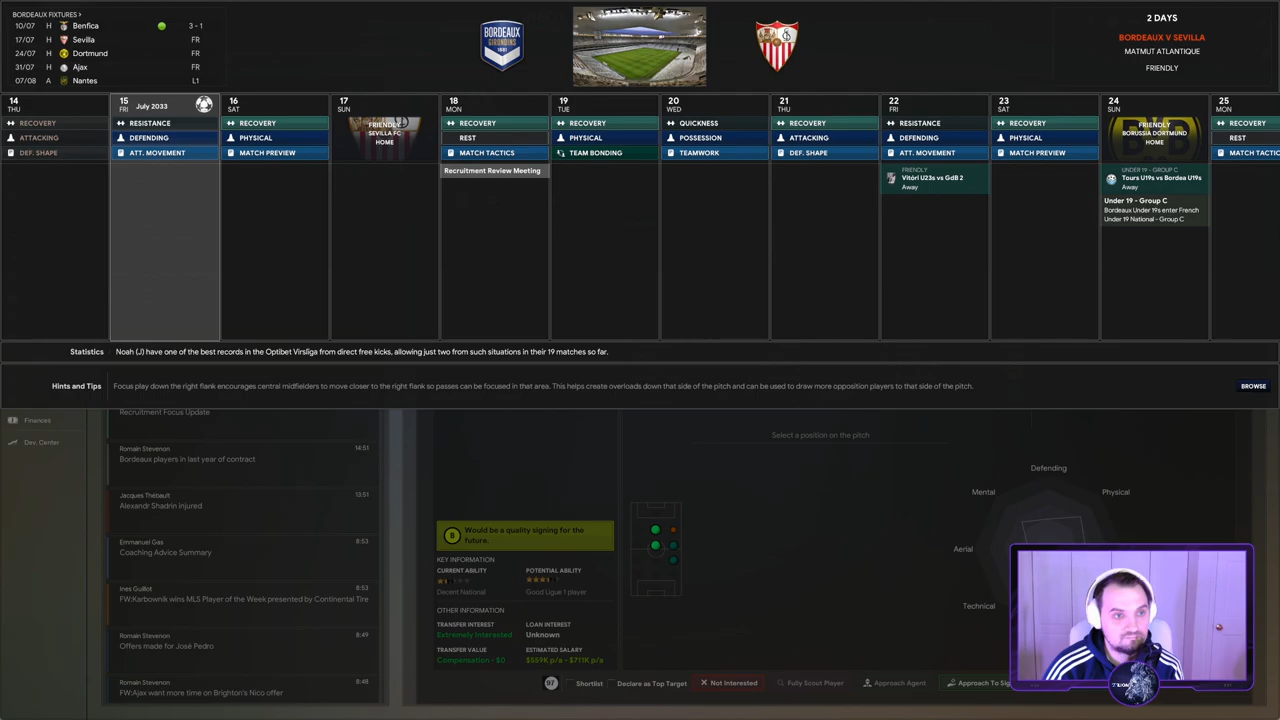 BORDEAUX FIXTURES >
10/07 H Benfica 3 - 1
17/07 H Sevilla FR
24/07 H Dortmund FR
31/07 H Ajax FR
07/08 A Nantes L1
BORDEAUX
GIRONDINS
1881
2 DAYS
BORDEAUX V SEVILLA
MATMUT ATLANTIQUE
FRIENDLY
14
THU
RECOVERY
ATTACKING
DEF. SHAPE
15
FRI July 2033
RESISTANCE
DEFENDING
ATT. MOVEMENT
16
SAT
RECOVERY
PHYSICAL
MATCH PREVIEW
17
SUN
FRIENDLY
SEVILLA FC
HOME
18
MON
RECOVERY
REST
MATCH TACTICS
Recruitment Review Meeting
19
TUE
RECOVERY
PHYSICAL
TEAM BONDING
20
WED
QUICKNESS
POSSESSION
TEAMWORK
21
THU
RECOVERY
ATTACKING
DEF. SHAPE
22
FRI
RESISTANCE
DEFENDING
ATT. MOVEMENT
FRIENDLY
Vitóri U23s vs GdB 2
Away
23
SAT
RECOVERY
PHYSICAL
MATCH PREVIEW
24
SUN
FRIENDLY
BORUSSIA DORTMUND
HOME
UNDER 19 - GROUP C
Tours U19s vs Bordea U19s
Away
Under 19 - Group C
Bordeaux Under 19s enter French
Under 19 National - Group C
25
MON
RECOVERY
REST
MATCH TACTIC
Statistics Noah (J) have one of the best records in the Optibet Virslīga from direct free kicks, allowing just two from such situations in their 19 matches so far.
Hints and Tips Focus play down the right flank encourages central midfielders to move closer to the right flank so passes can be focused in that area. This helps create overloads down that side of the pitch and can be used to draw more opposition players to that side of the pitch.
BROWSE
Finances
Dev. Center
Recruitment Focus Update
Romain Stevenon 14:51
Bordeaux players in last year of contract
Jacques Thébault 13:51
Alexandr Shadrin injured
Emmanuel Gas 8:53
Coaching Advice Summary
Ines Guillot 8:53
FW:Karbownik wins MLS Player of the Week presented by Continental Tire
Romain Stevenon 8:49
Offers made for José Pedro
Romain Stevenon 8:48
FW:Ajax want more time on Brighton's Nico offer
B Would be a quality signing for the
future.
KEY INFORMATION
CURRENT ABILITY POTENTIAL ABILITY
Decent National Good Ligue 1 player
OTHER INFORMATION
TRANSFER INTEREST LOAN INTEREST
Extremely Interested Unknown
TRANSFER VALUE ESTIMATED SALARY
Compensation - $0 $559K p/a - $711K p/a
Select a position on the pitch
Defending
Mental Physical
Aerial
Technical
97 Shortlist Declare as Top Target Not Interested Fully Scout Player Approach Agent Approach To Sig